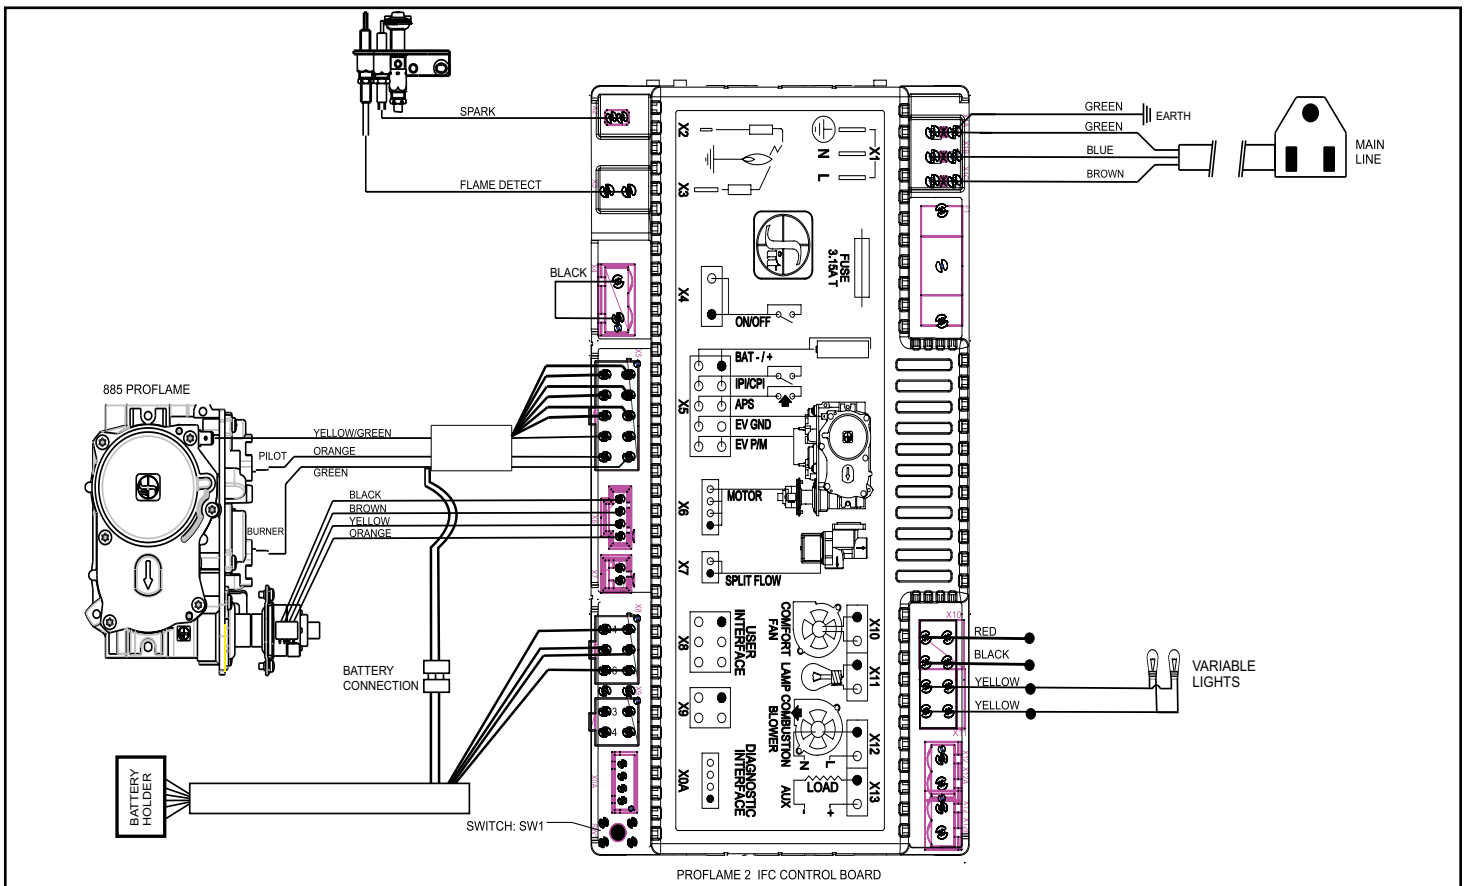 SPARK
FLAME DETECT
BLACK
885 PROFLAME
YELLOW/GREEN
PILOT
ORANGE
GREEN
BLACK
BROWN
YELLOW
ORANGE
BURNER
BATTERY
CONNECTION
BATTERY
HOLDER
SWITCH: SW1
X2
X3
X1
N
L
FUSE
3.15A T
X4
ON/OFF
BAT - / +
IPI/CPI
X5
APS
EV GND
EV P/M
X6
MOTOR
X7
SPLIT FLOW
X8
USER
INTERFACE
X9
X0A
DIAGNOSTIC
INTERFACE
COMFORT
FAN
X10
LAMP
X11
COMBUSTION
BLOWER
X12
N
L
LOAD
X13
AUX
-
+
GREEN
EARTH
GREEN
BLUE
BROWN
MAIN
LINE
X10
RED
BLACK
YELLOW
YELLOW
VARIABLE
LIGHTS
PROFLAME 2 IFC CONTROL BOARD